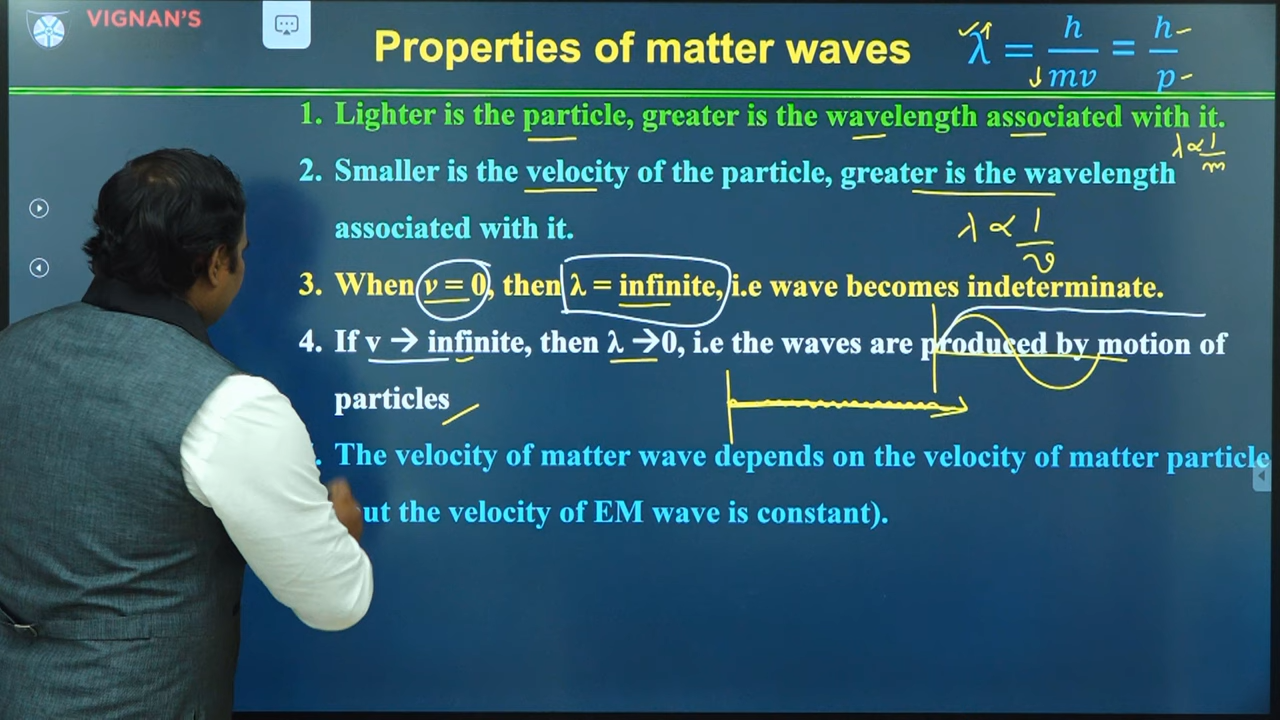 VIGNAN'S
Properties of matter waves
λ = h/mv = h/p
1. Lighter is the particle, greater is the wavelength associated with it.
λ ∝ 1/m
2. Smaller is the velocity of the particle, greater is the wavelength
associated with it.
λ ∝ 1/v
3. When v = 0, then λ = infinite, i.e wave becomes indeterminate.
4. If v → infinite, then λ →0, i.e the waves are produced by motion of
particles
. The velocity of matter wave depends on the velocity of matter particle
ut the velocity of EM wave is constant).